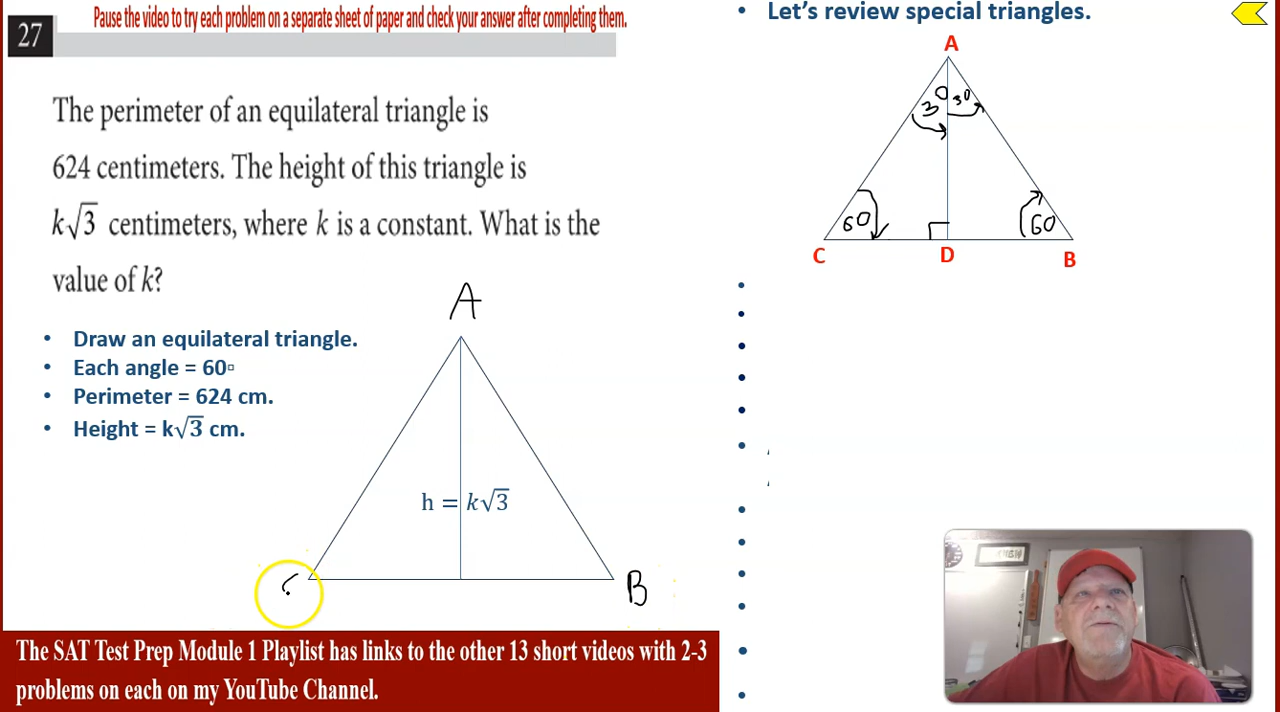 Pause the video to try each problem on a separate sheet of paper and check your answer after completing them.
27
The perimeter of an equilateral triangle is
624 centimeters. The height of this triangle is
k√3 centimeters, where k is a constant. What is the
value of k?
• Draw an equilateral triangle.
• Each angle = 60▫
• Perimeter = 624 cm.
• Height = k√3 cm.
A
h = k√3
B
The SAT Test Prep Module 1 Playlist has links to the other 13 short videos with 2-3
problems on each on my YouTube Channel.
• Let's review special triangles.
A
30 30
60 60
C D B